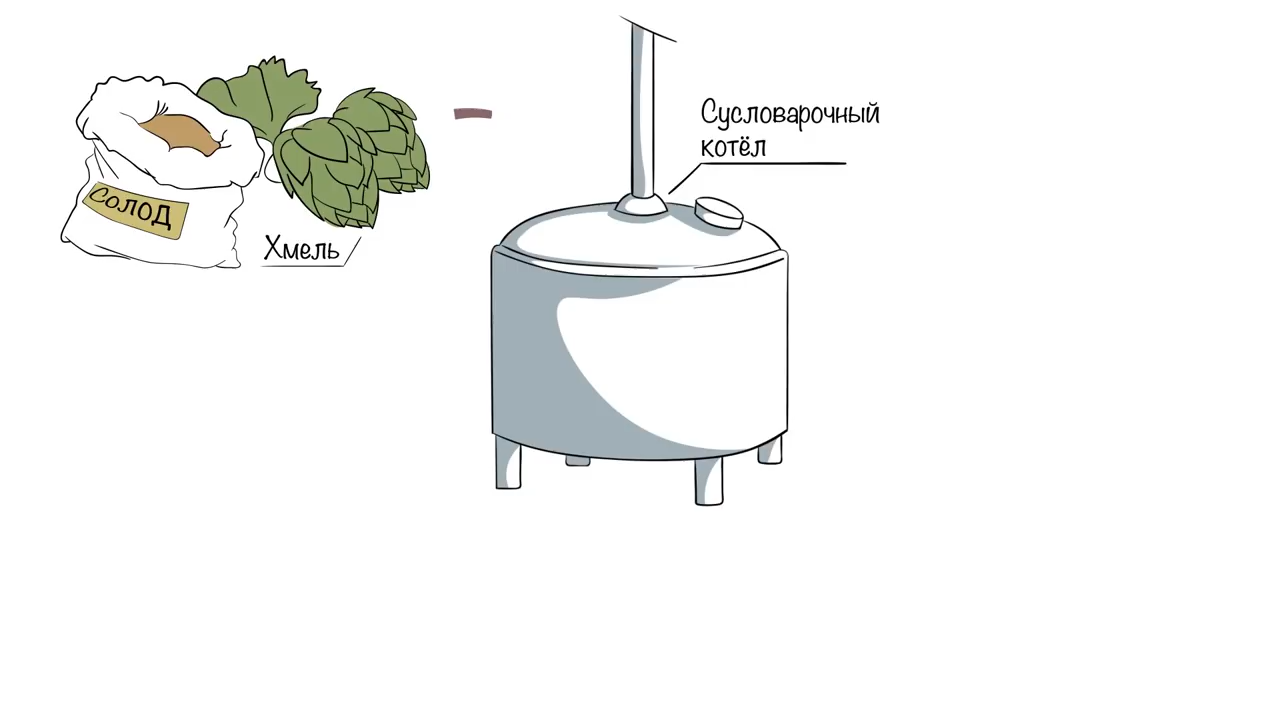 Солод
Хмель
Сусловарочный
котёл